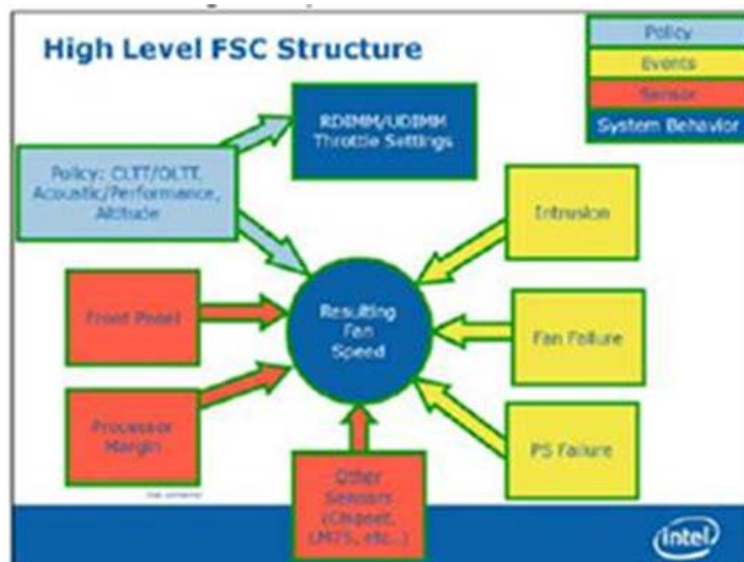 High Level FSC Structure
Policy
Events
Sensor
System Behavior
RDIMM/UDIMM
Throttle Settings
Policy: CLTT/OLTT,
Acoustic/Performance,
Altitude
Intrusion
Front Panel
Resulting
Fan
Speed
Fan Failure
Processor
Margin
PS Failure
Other
Sensors
(Chipset,
LM75, etc..)
intel